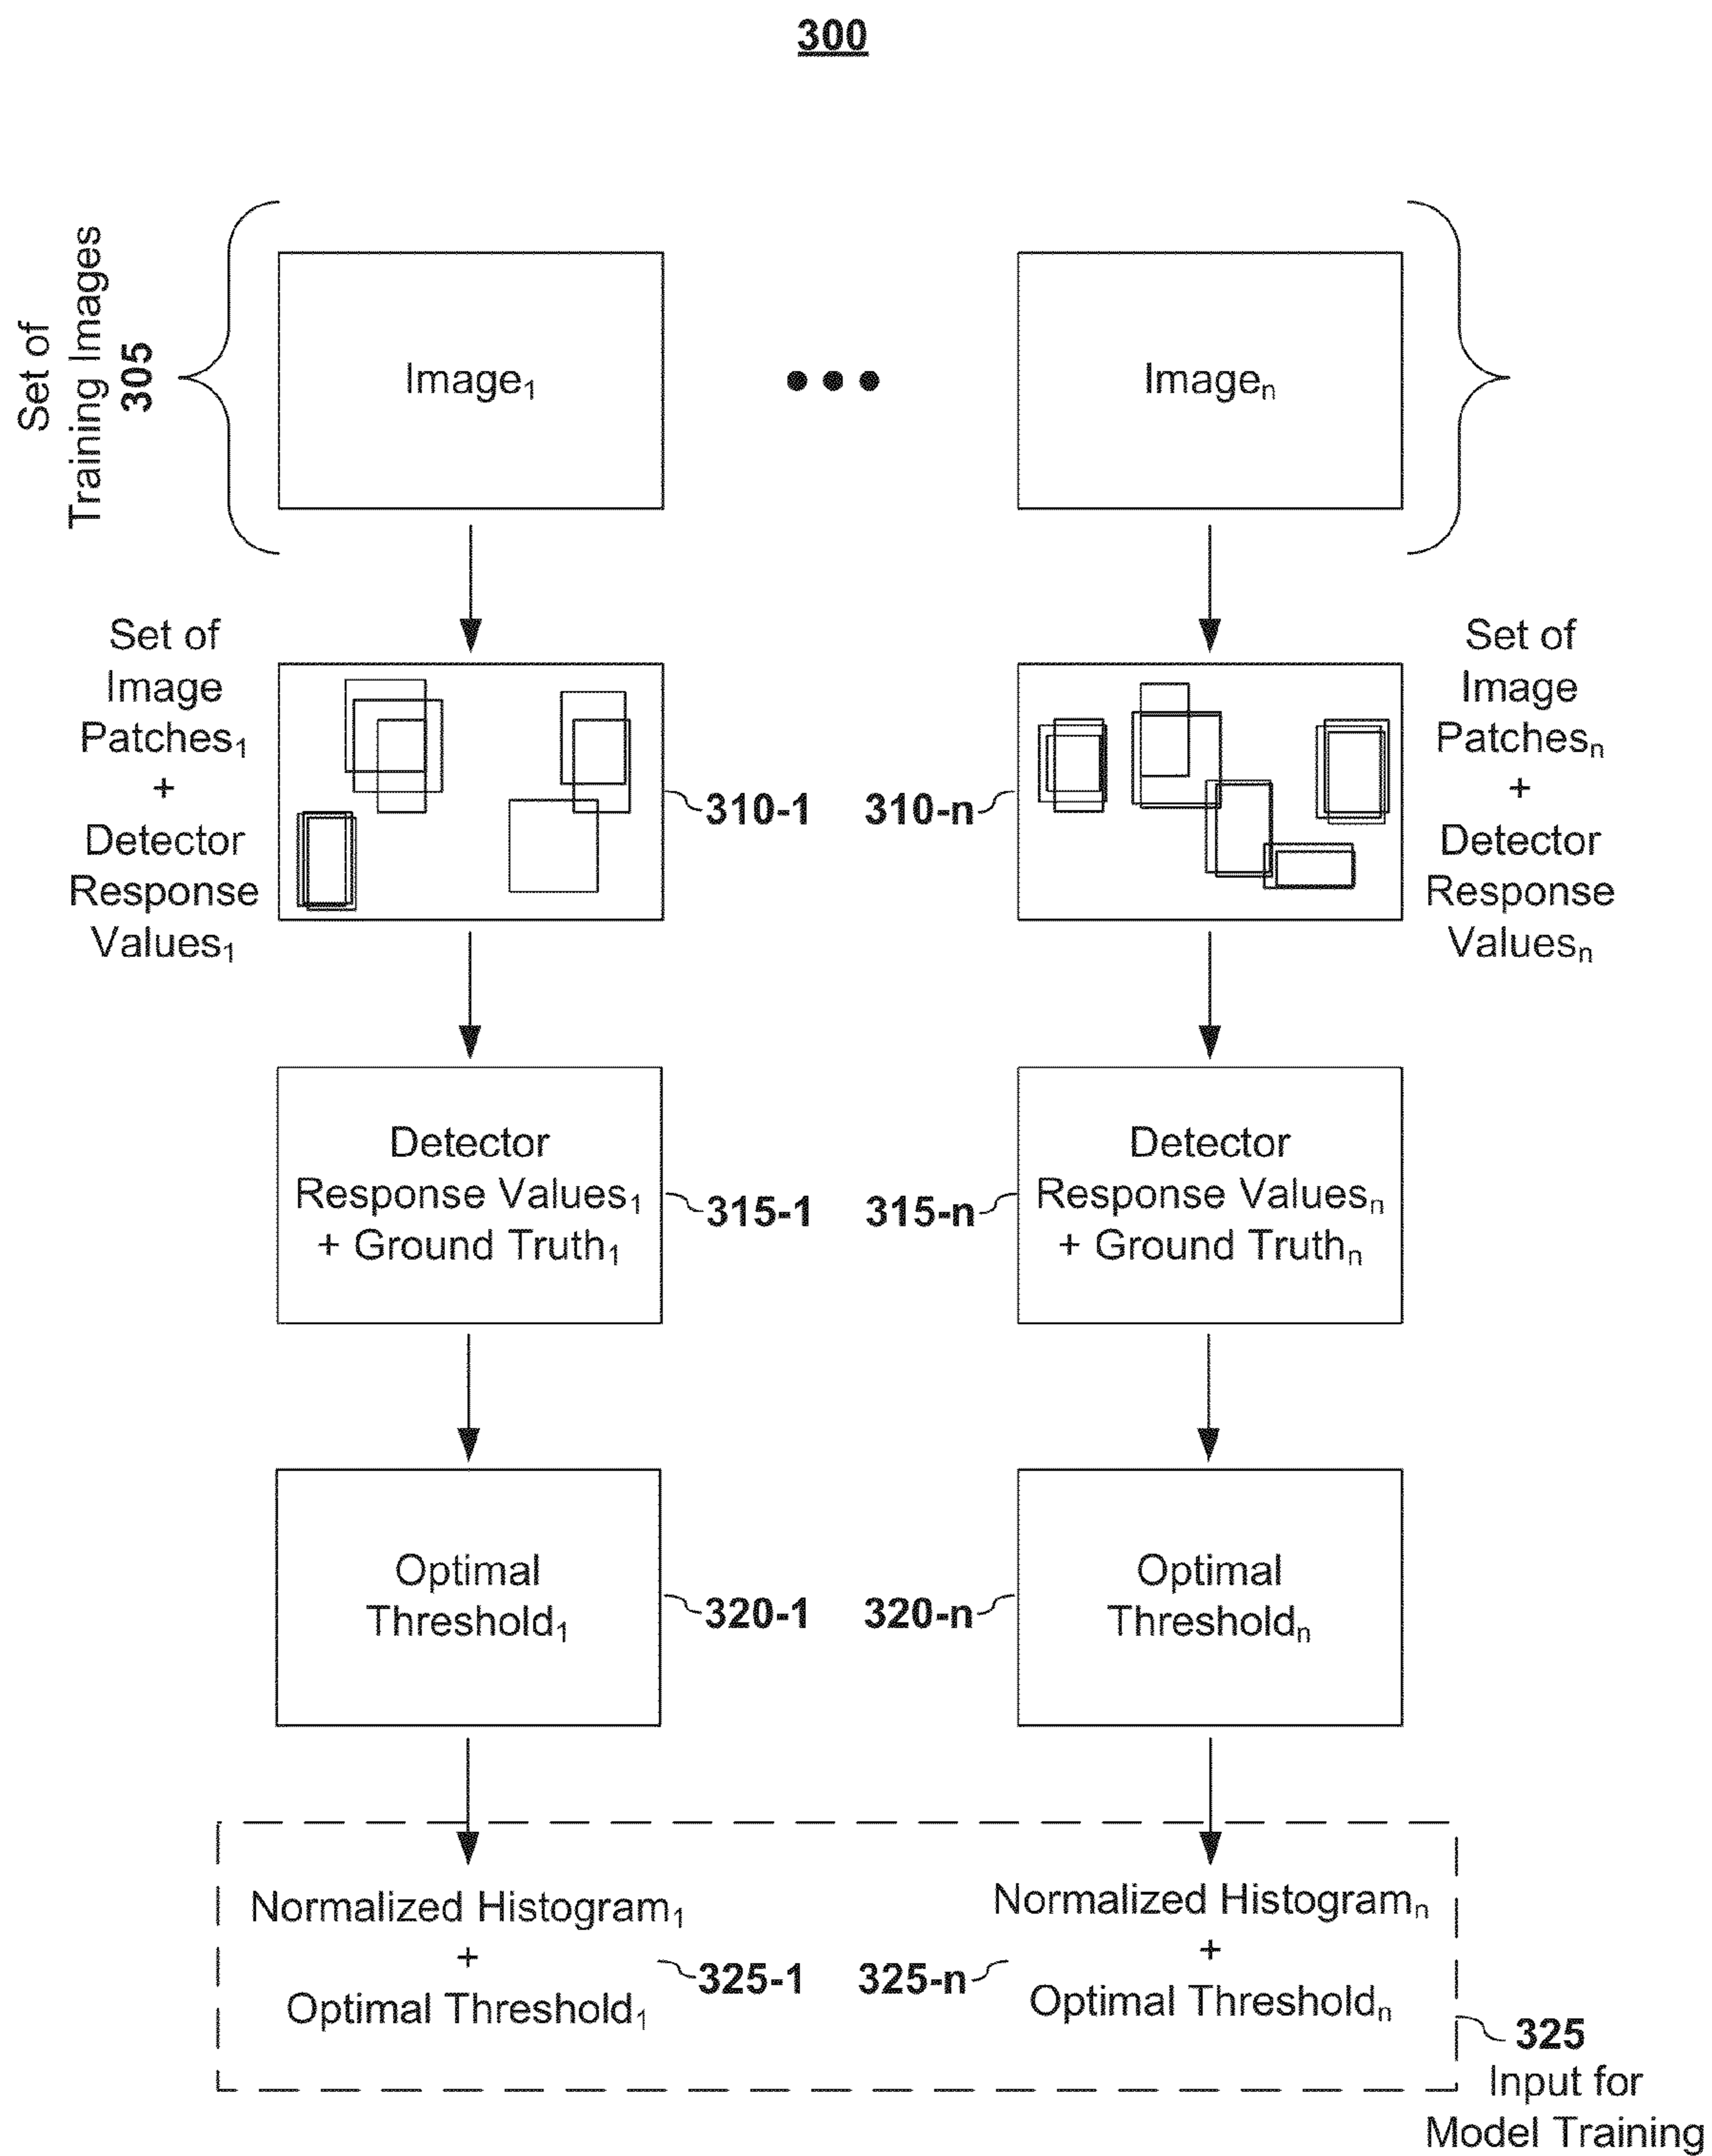 300
Set of
Training Images
305
Image₁
Imageₙ
Set of
Image
Patches₁
+
Detector
Response
Values₁
310-1
310-n
Set of
Image
Patchesₙ
+
Detector
Response
Valuesₙ
Detector
Response Values₁
+ Ground Truth₁
315-1
315-n
Detector
Response Valuesₙ
+ Ground Truthₙ
Optimal
Threshold₁
320-1
320-n
Optimal
Thresholdₙ
Normalized Histogram₁
+
Optimal Threshold₁
325-1
325-n
Normalized Histogramₙ
+
Optimal Thresholdₙ
325
Input for
Model Training